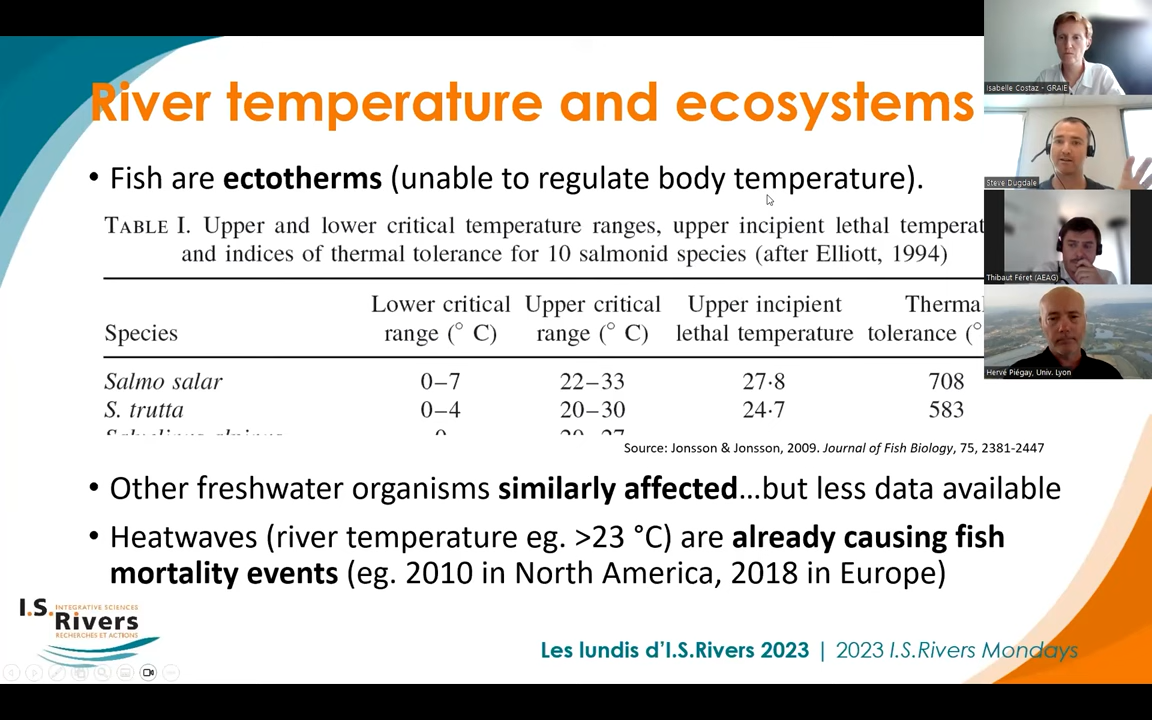 River temperature and ecosystems
• Fish are ectotherms (unable to regulate body temperature).
TABLE I. Upper and lower critical temperature ranges, upper incipient lethal temperat
and indices of thermal tolerance for 10 salmonid species (after Elliott, 1994)
Species Lower critical range (° C) Upper critical range (° C) Upper incipient lethal temperature Thermal tolerance (°
Salmo salar 0–7 22–33 27·8 708
S. trutta 0–4 20–30 24·7 583
Source: Jonsson & Jonsson, 2009. Journal of Fish Biology, 75, 2381-2447
• Other freshwater organisms similarly affected…but less data available
• Heatwaves (river temperature eg. >23 °C) are already causing fish
mortality events (eg. 2010 in North America, 2018 in Europe)
I.S. INTEGRATIVE SCIENCES
Rivers
RECHERCHES ET ACTIONS
Les lundis d’I.S.Rivers 2023 | 2023 I.S.Rivers Mondays
Isabelle Costaz - GRAIE
Steve Dugdale
Thibaut Féret (AEAG)
Hervé Piégay, Univ. Lyon